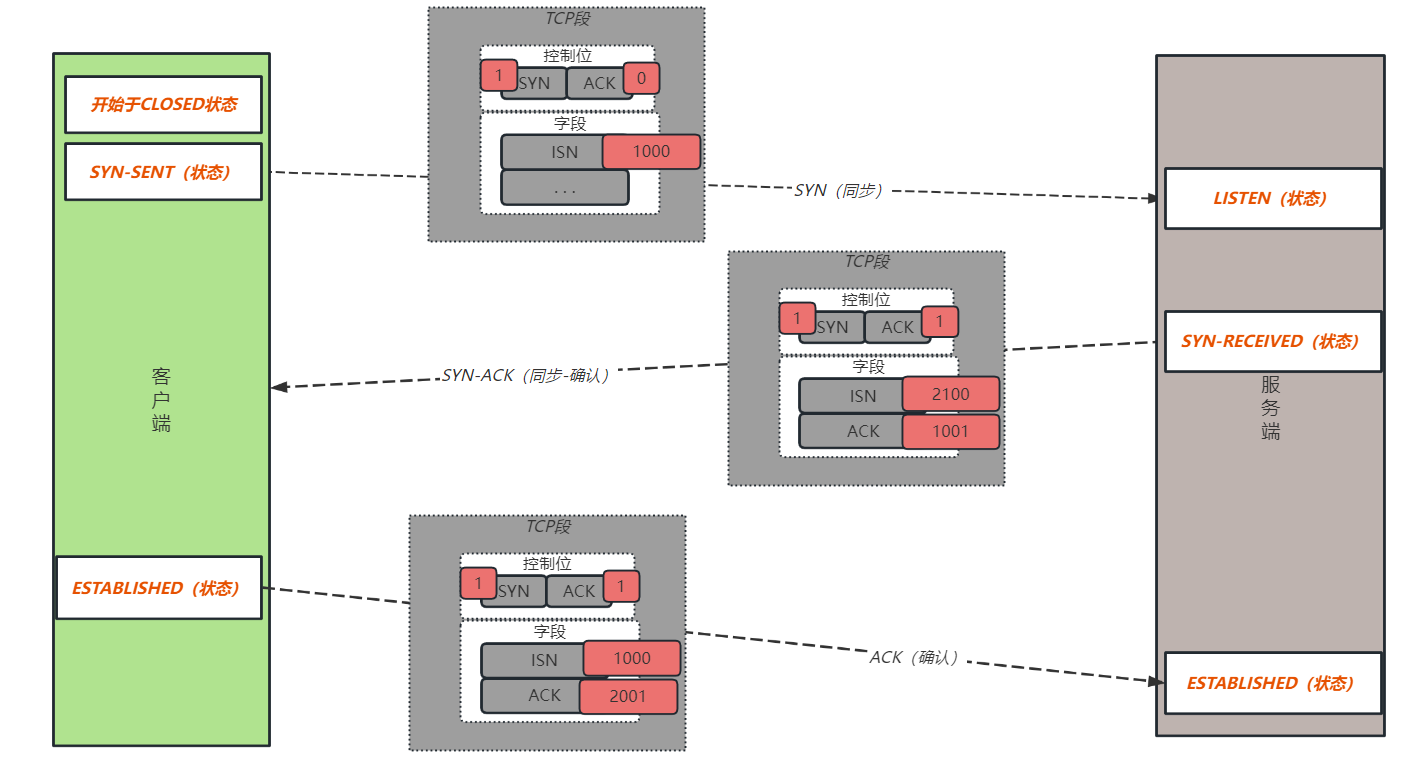 TCP段
控制位
1 SYN ACK 0
字段
ISN 1000
...
开始于CLOSED状态
SYN-SENT（状态）
SYN（同步）
LISTEN（状态）
TCP段
控制位
1 SYN ACK 1
字段
ISN 2100
ACK 1001
SYN-RECEIVED（状态）
SYN-ACK（同步-确认）
客户端
服务端
TCP段
控制位
1 SYN ACK 1
字段
ISN 1000
ACK 2001
ESTABLISHED（状态）
ACK（确认）
ESTABLISHED（状态）